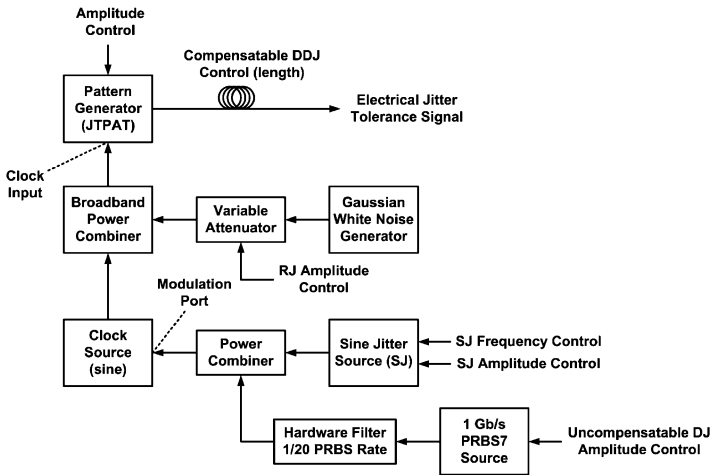 Amplitude
Control
Compensatable DDJ
Control (length)
Pattern
Generator
(JTPAT)
Electrical Jitter
Tolerance Signal
Clock
Input
Broadband
Power
Combiner
Variable
Attenuator
Gaussian
White Noise
Generator
RJ Amplitude
Control
Modulation
Port
Clock
Source
(sine)
Power
Combiner
Sine Jitter
Source (SJ)
SJ Frequency Control
SJ Amplitude Control
Hardware Filter
1/20 PRBS Rate
1 Gb/s
PRBS7
Source
Uncompensatable DJ
Amplitude Control